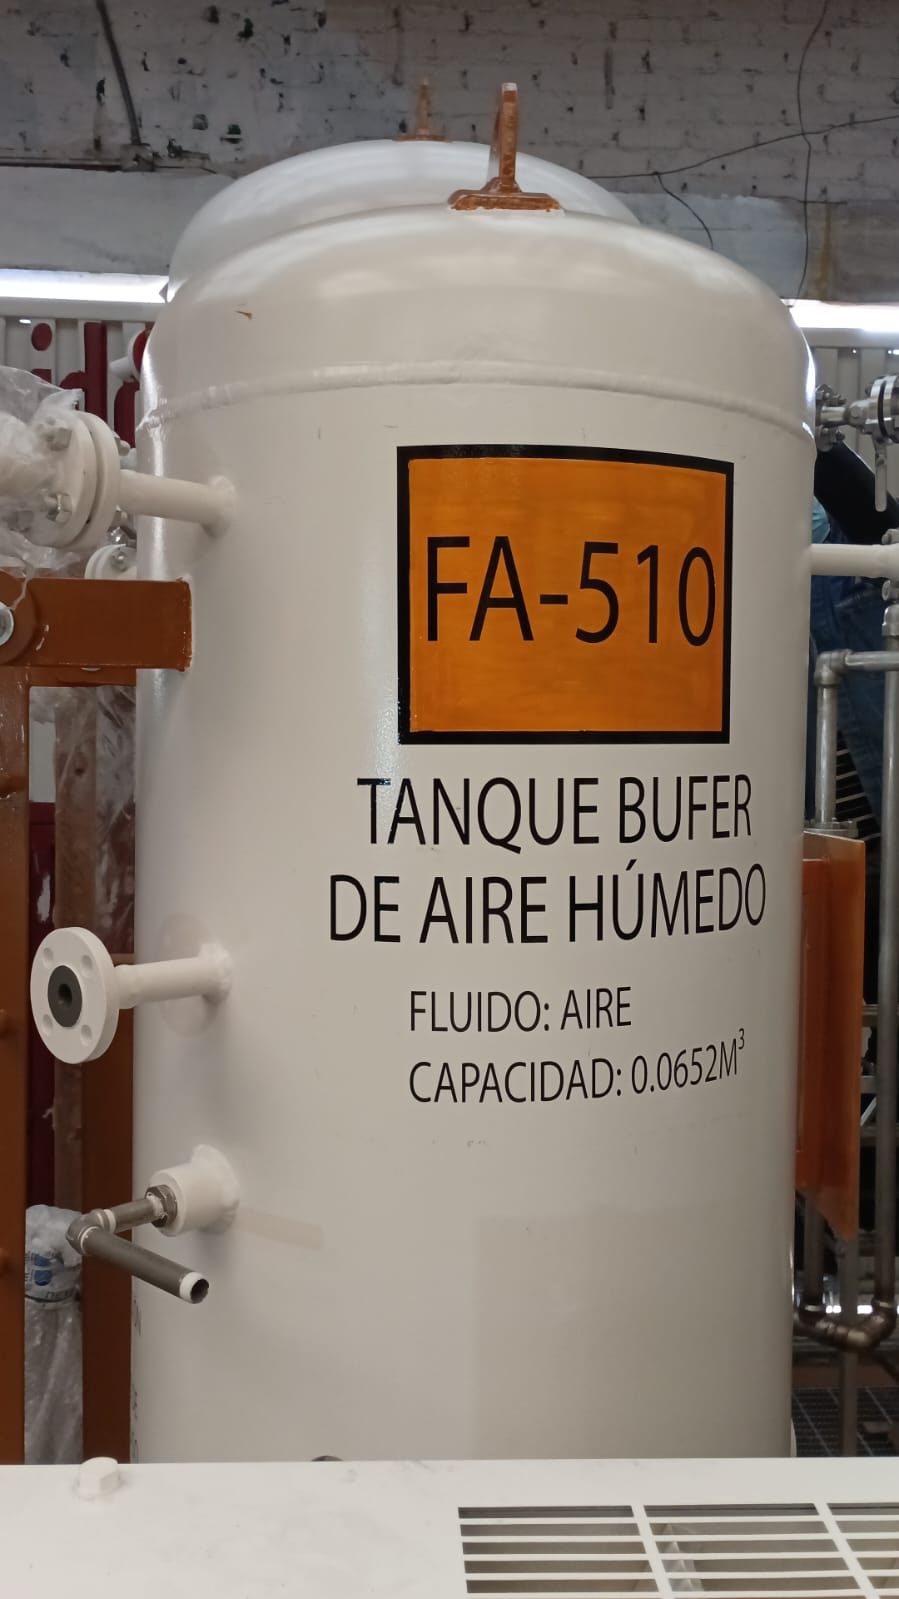 FA-510
TANQUE BUFER
DE AIRE HÚMEDO
FLUIDO: AIRE
CAPACIDAD: 0.0652M³